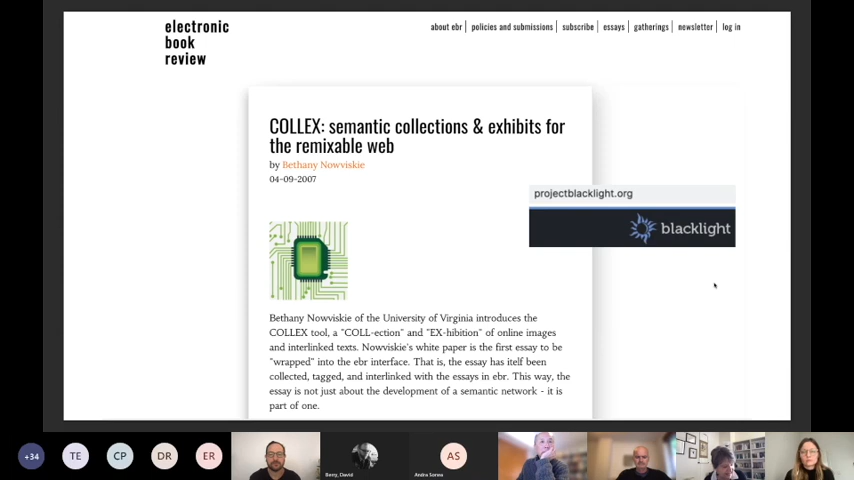 electronic
book
review
about ebr
policies and submissions
subscribe
essays
gatherings
newsletter
log in
COLLEX: semantic collections & exhibits for
the remixable web
by Bethany Nowviskie
04-09-2007
projectblacklight.org
blacklight
Bethany Nowviskie of the University of Virginia introduces the
COLLEX tool, a "COLL-ection" and "EX-hibition" of online images
and interlinked texts. Nowviskie's white paper is the first essay to be
"wrapped" into the ebr interface. That is, the essay has itelf been
collected, tagged, and interlinked with the essays in ebr. This way, the
essay is not just about the development of a semantic network - it is
part of one.
+34
TE
CP
DR
ER
Berry, David
AS